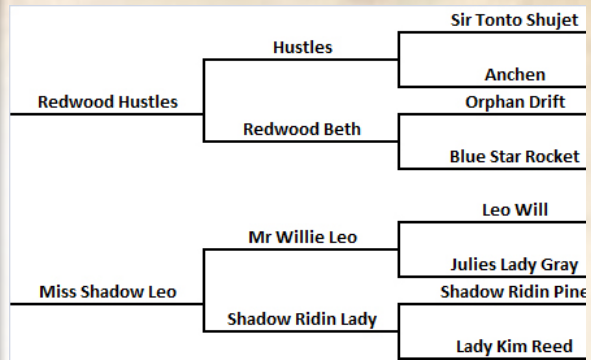 Sir Tonto Shujet
Hustles
Anchen
Redwood Hustles
Orphan Drift
Redwood Beth
Blue Star Rocket
Leo Will
Mr Willie Leo
Julies Lady Gray
Miss Shadow Leo
Shadow Ridin Pine
Shadow Ridin Lady
Lady Kim Reed